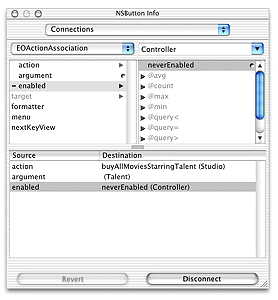 NSButton Info
Connections
EOActionAssociation
Controller
action
argument
enabled
target
formatter
menu
nextKeyView
neverEnabled
@avg
@count
@max
@min
@query<
@query=
@query>
Source Destination
action buyAllMoviesStarringTalent (Studio)
argument (Talent)
enabled neverEnabled (Controller)
Revert Disconnect